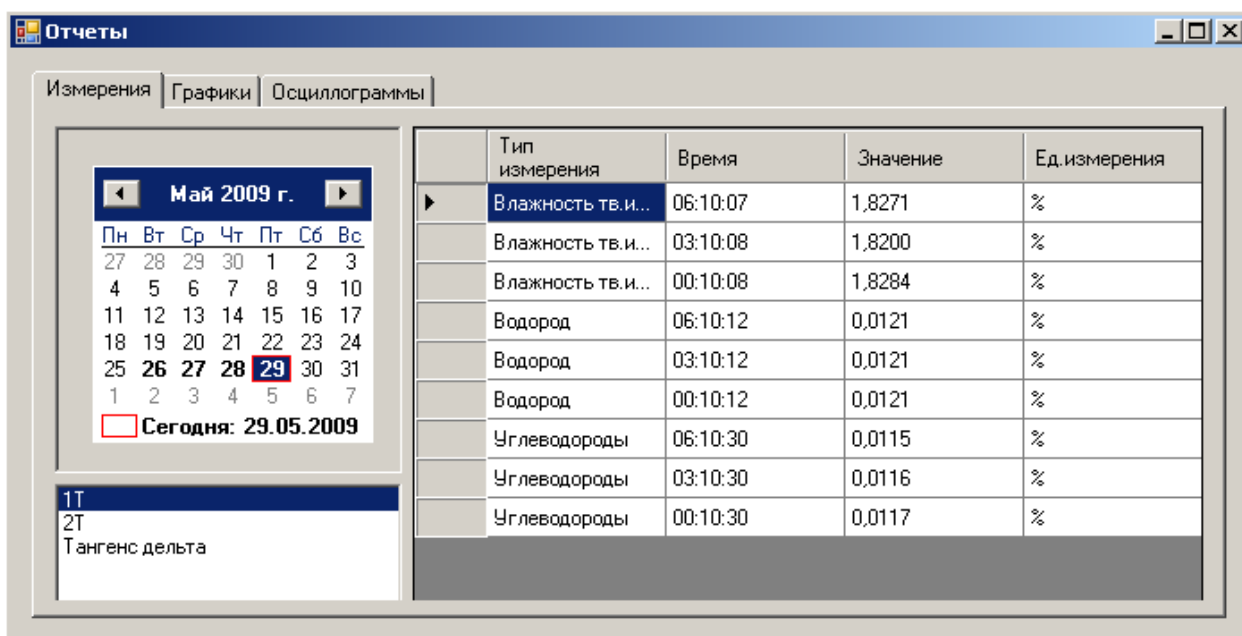 Отчеты
Измерения Графики Осциллограммы
Май 2009 г.
Пн Вт Ср Чт Пт Сб Вс
27 28 29 30 1 2 3
4 5 6 7 8 9 10
11 12 13 14 15 16 17
18 19 20 21 22 23 24
25 26 27 28 29 30 31
1 2 3 4 5 6 7
Сегодня: 29.05.2009
1Т
2Т
Тангенс дельта
Тип измерения Время Значение Ед.измерения
Влажность тв.и... 06:10:07 1,8271 %
Влажность тв.и... 03:10:08 1,8200 %
Влажность тв.и... 00:10:08 1,8284 %
Водород 06:10:12 0,0121 %
Водород 03:10:12 0,0121 %
Водород 00:10:12 0,0121 %
Углеводороды 06:10:30 0,0115 %
Углеводороды 03:10:30 0,0116 %
Углеводороды 00:10:30 0,0117 %